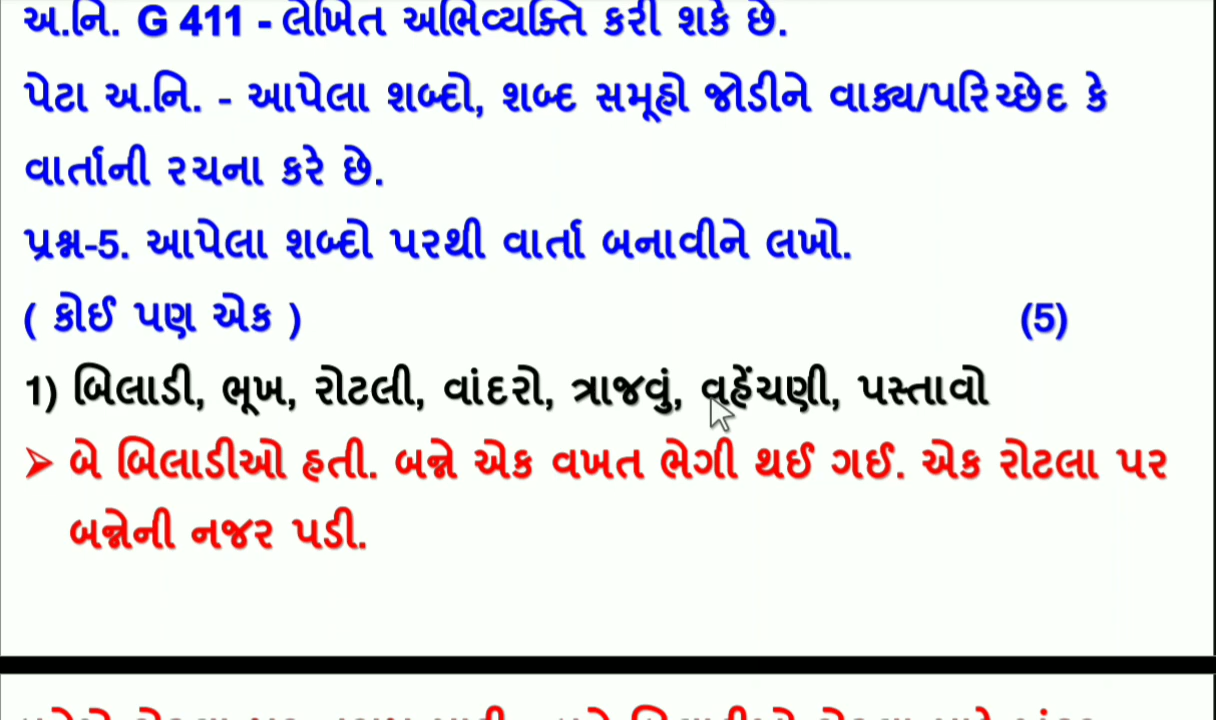 અ.નિ. G 411 - લેખિત અભિવ્યક્તિ કરી શકે છે.
પેટા અ.નિ. - આપેલા શબ્દો, શબ્દ સમૂહો જોડીને વાક્ય/પરિચ્છેદ કે
વાર્તાની રચના કરે છે.
પ્રશ્ન-5. આપેલા શબ્દો પરથી વાર્તા બનાવીને લખો.
( કોઈ પણ એક ) (5)
1) બિલાડી, ભૂખ, રોટલી, વાંદરો, ત્રાજવું, વહેંચણી, પસ્તાવો
➢ બે બિલાડીઓ હતી. બન્ને એક વખત ભેગી થઈ ગઈ. એક રોટલા પર
બન્નેની નજર પડી.